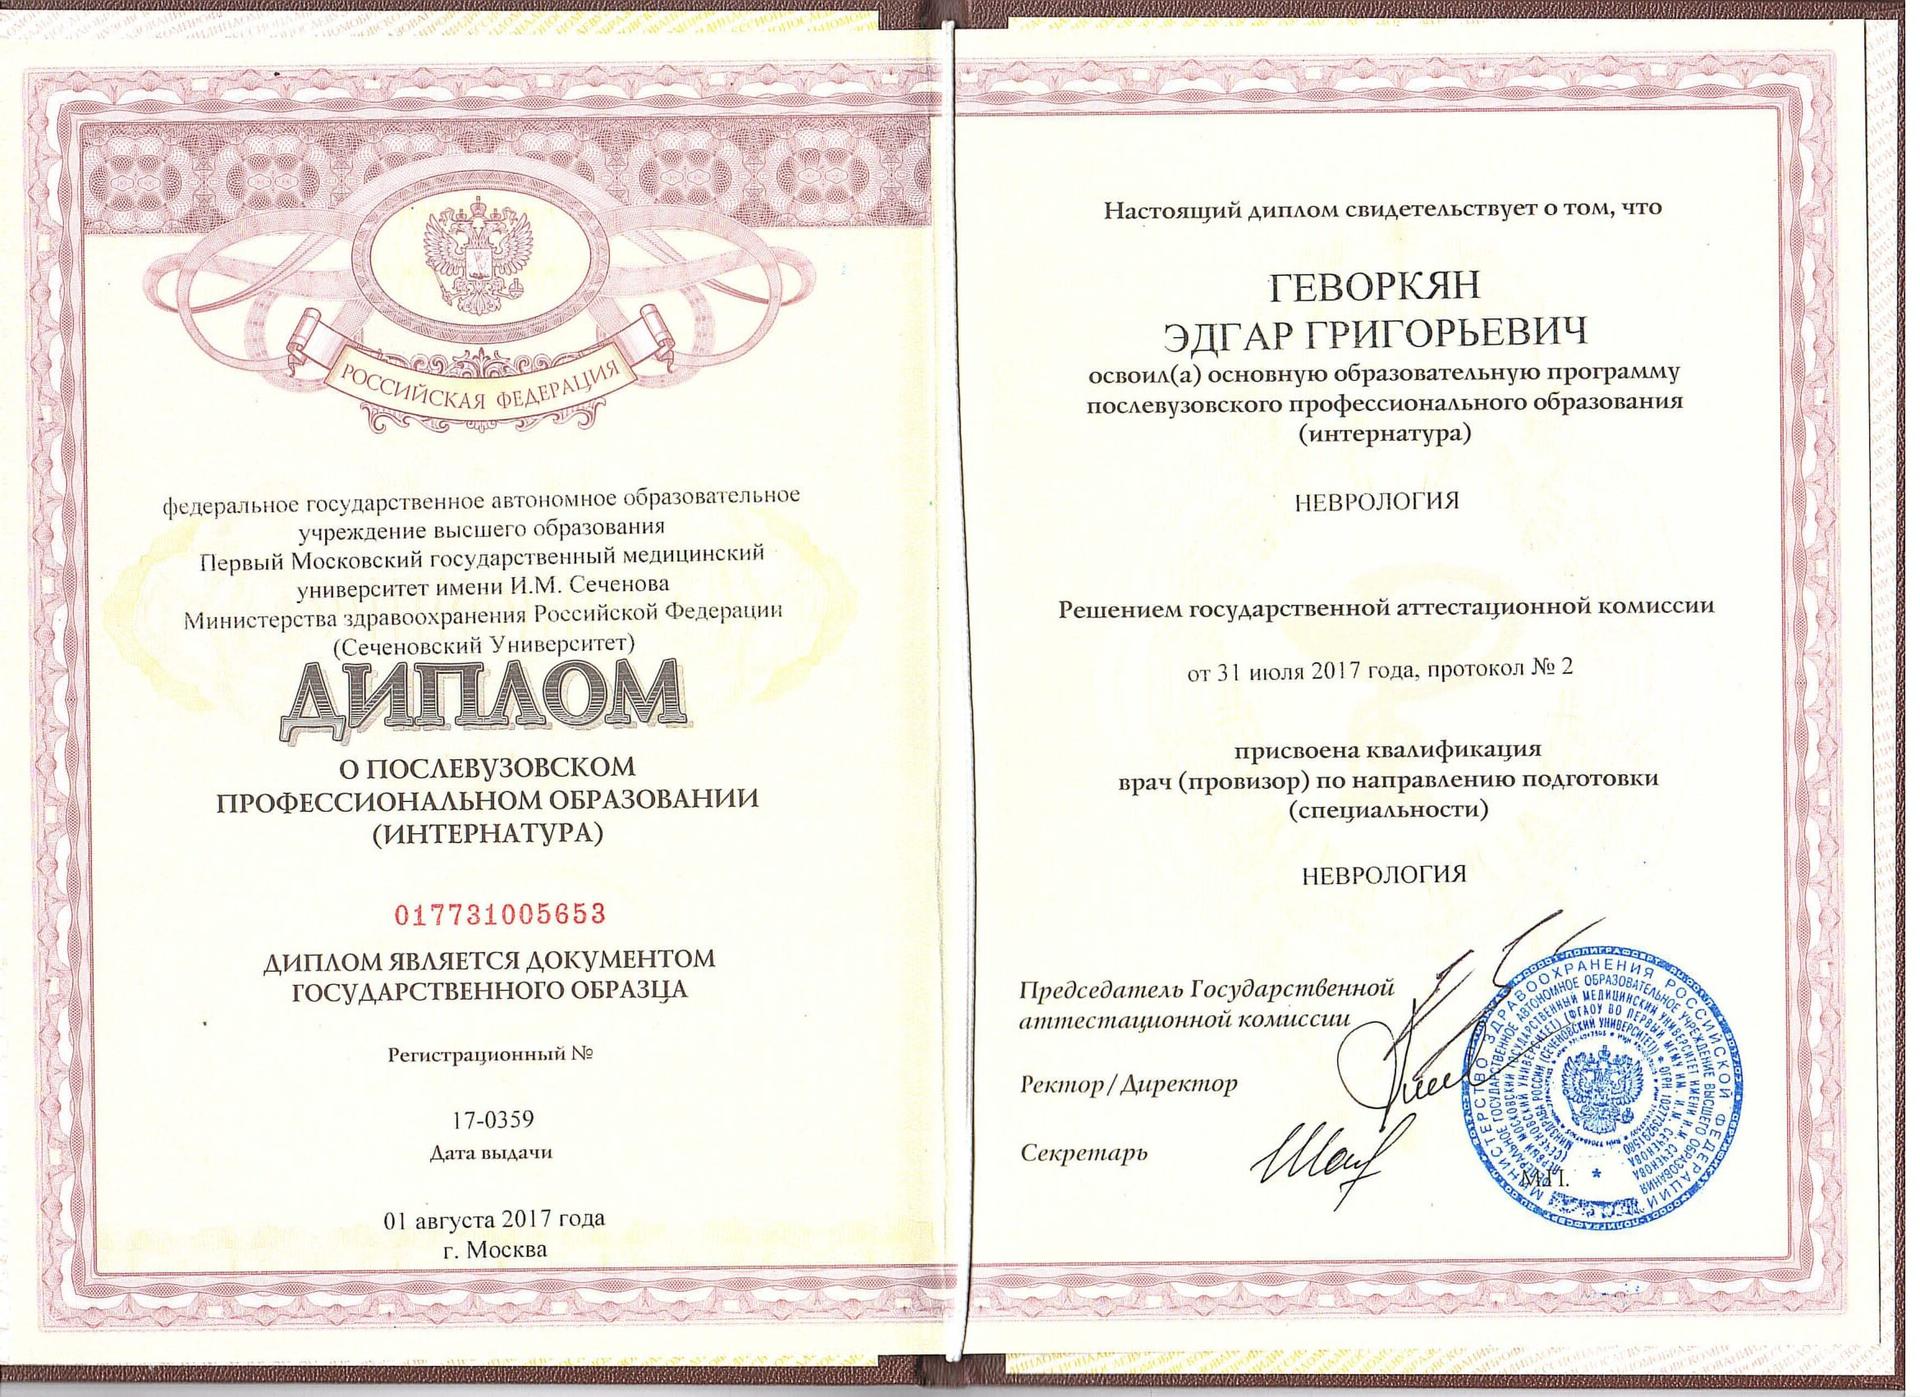 РОССИЙСКАЯ ФЕДЕРАЦИЯ
федеральное государственное автономное образовательное
учреждение высшего образования
Первый Московский государственный медицинский
университет имени И.М. Сеченова
Министерства здравоохранения Российской Федерации
(Сеченовский Университет)
ДИПЛОМ
О ПОСЛЕВУЗОВСКОМ
ПРОФЕССИОНАЛЬНОМ ОБРАЗОВАНИИ
(ИНТЕРНАТУРА)
017731005653
ДИПЛОМ ЯВЛЯЕТСЯ ДОКУМЕНТОМ
ГОСУДАРСТВЕННОГО ОБРАЗЦА
Регистрационный №
17-0359
Дата выдачи
01 августа 2017 года
г. Москва
Настоящий диплом свидетельствует о том, что
ГЕВОРКЯН
ЭДГАР ГРИГОРЬЕВИЧ
освоил(а) основную образовательную программу
послевузовского профессионального образования
(интернатура)
НЕВРОЛОГИЯ
Решением государственной аттестационной комиссии
от 31 июля 2017 года, протокол № 2
присвоена квалификация
врач (провизор) по направлению подготовки
(специальности)
НЕВРОЛОГИЯ
Председатель Государственной
аттестационной комиссии
Ректор/Директор
Секретарь
М.П.
МИНИСТЕРСТВО ЗДРАВООХРАНЕНИЯ РОССИЙСКОЙ ФЕДЕРАЦИИ